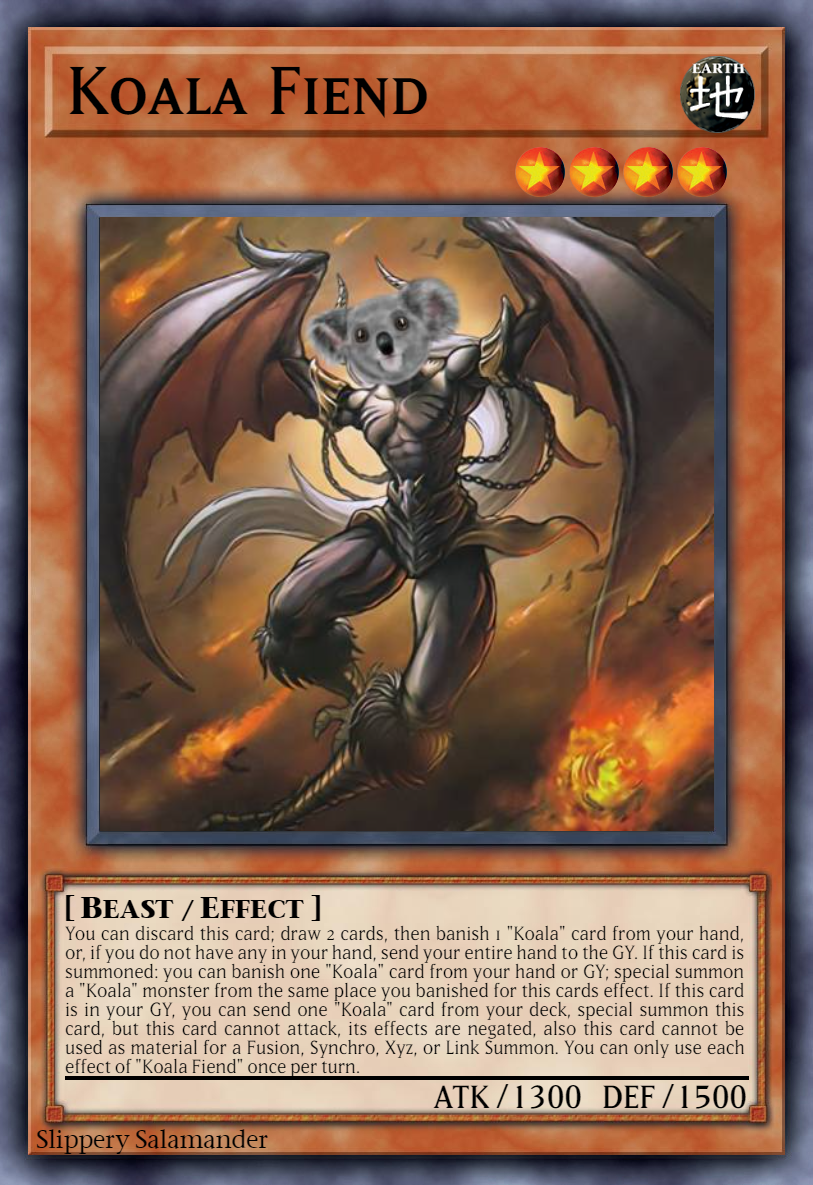 Koala Fiend
EARTH
地
[ Beast / Effect ]
You can discard this card; draw 2 cards, then banish 1 "Koala" card from your hand,
or, if you do not have any in your hand, send your entire hand to the GY. If this card is
summoned: you can banish one "Koala" card from your hand or GY; special summon
a "Koala" monster from the same place you banished for this cards effect. If this card
is in your GY, you can send one "Koala" card from your deck, special summon this
card, but this card cannot attack, its effects are negated, also this card cannot be
used as material for a Fusion, Synchro, Xyz, or Link Summon. You can only use each
effect of "Koala Fiend" once per turn.
ATK / 1300 DEF / 1500
Slippery Salamander